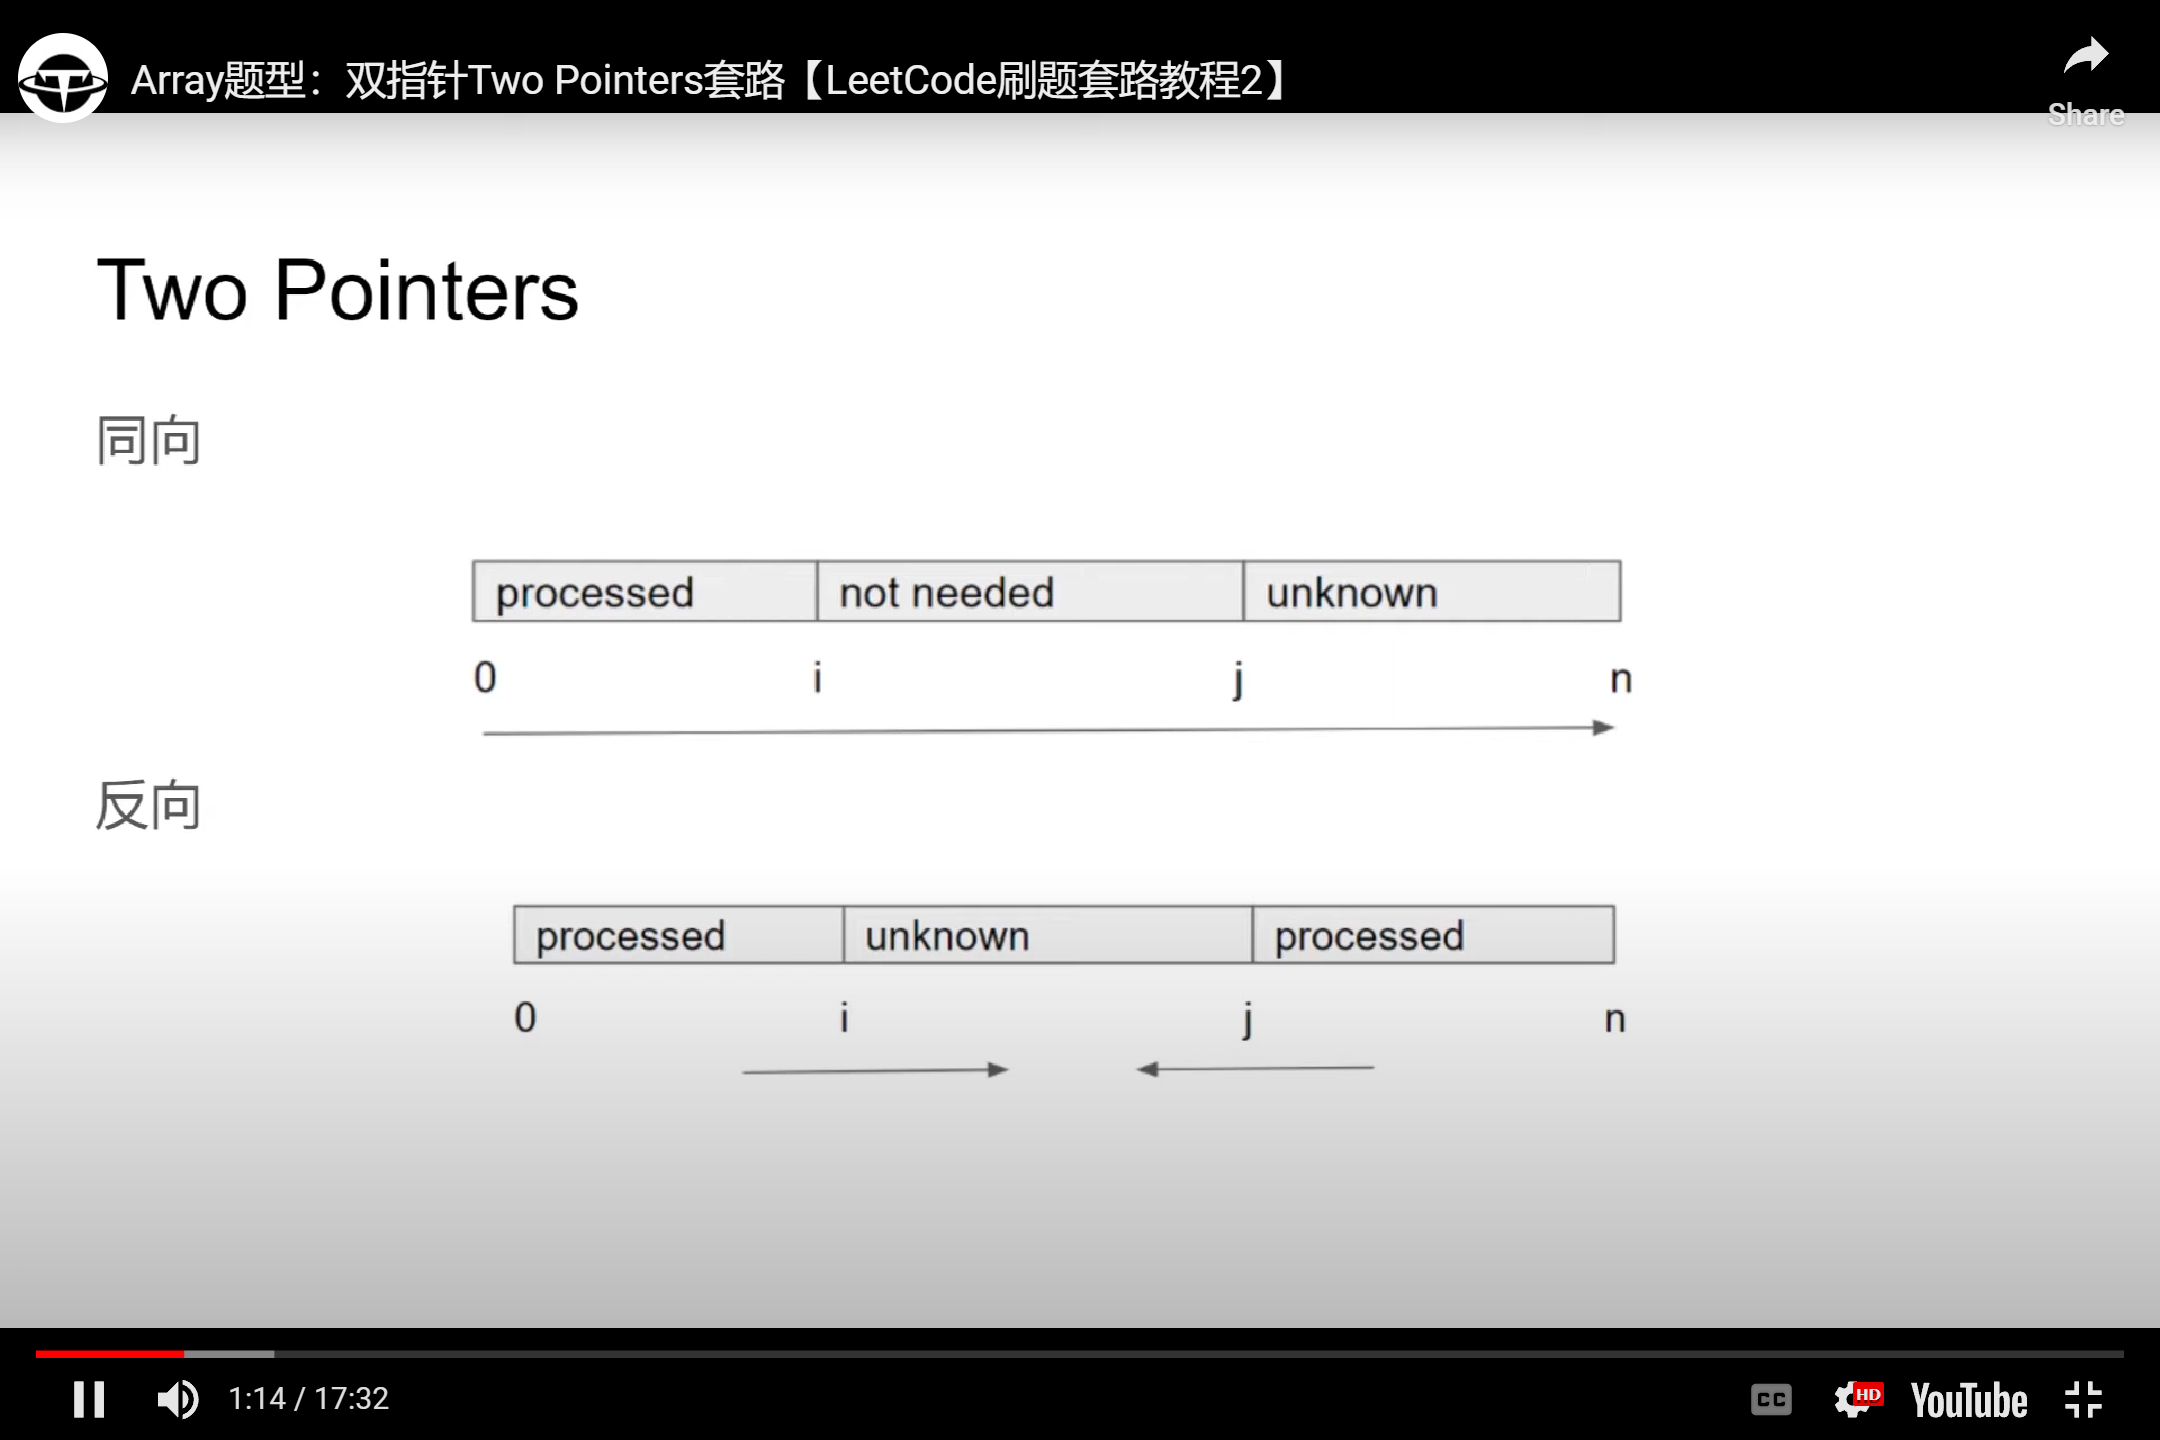 Array题型：双指针Two Pointers套路【LeetCode刷题套路教程2】
Share
Two Pointers
同向
processed not needed unknown
0 i j n
反向
processed unknown processed
0 i j n
1:14 / 17:32
CC HD YouTube